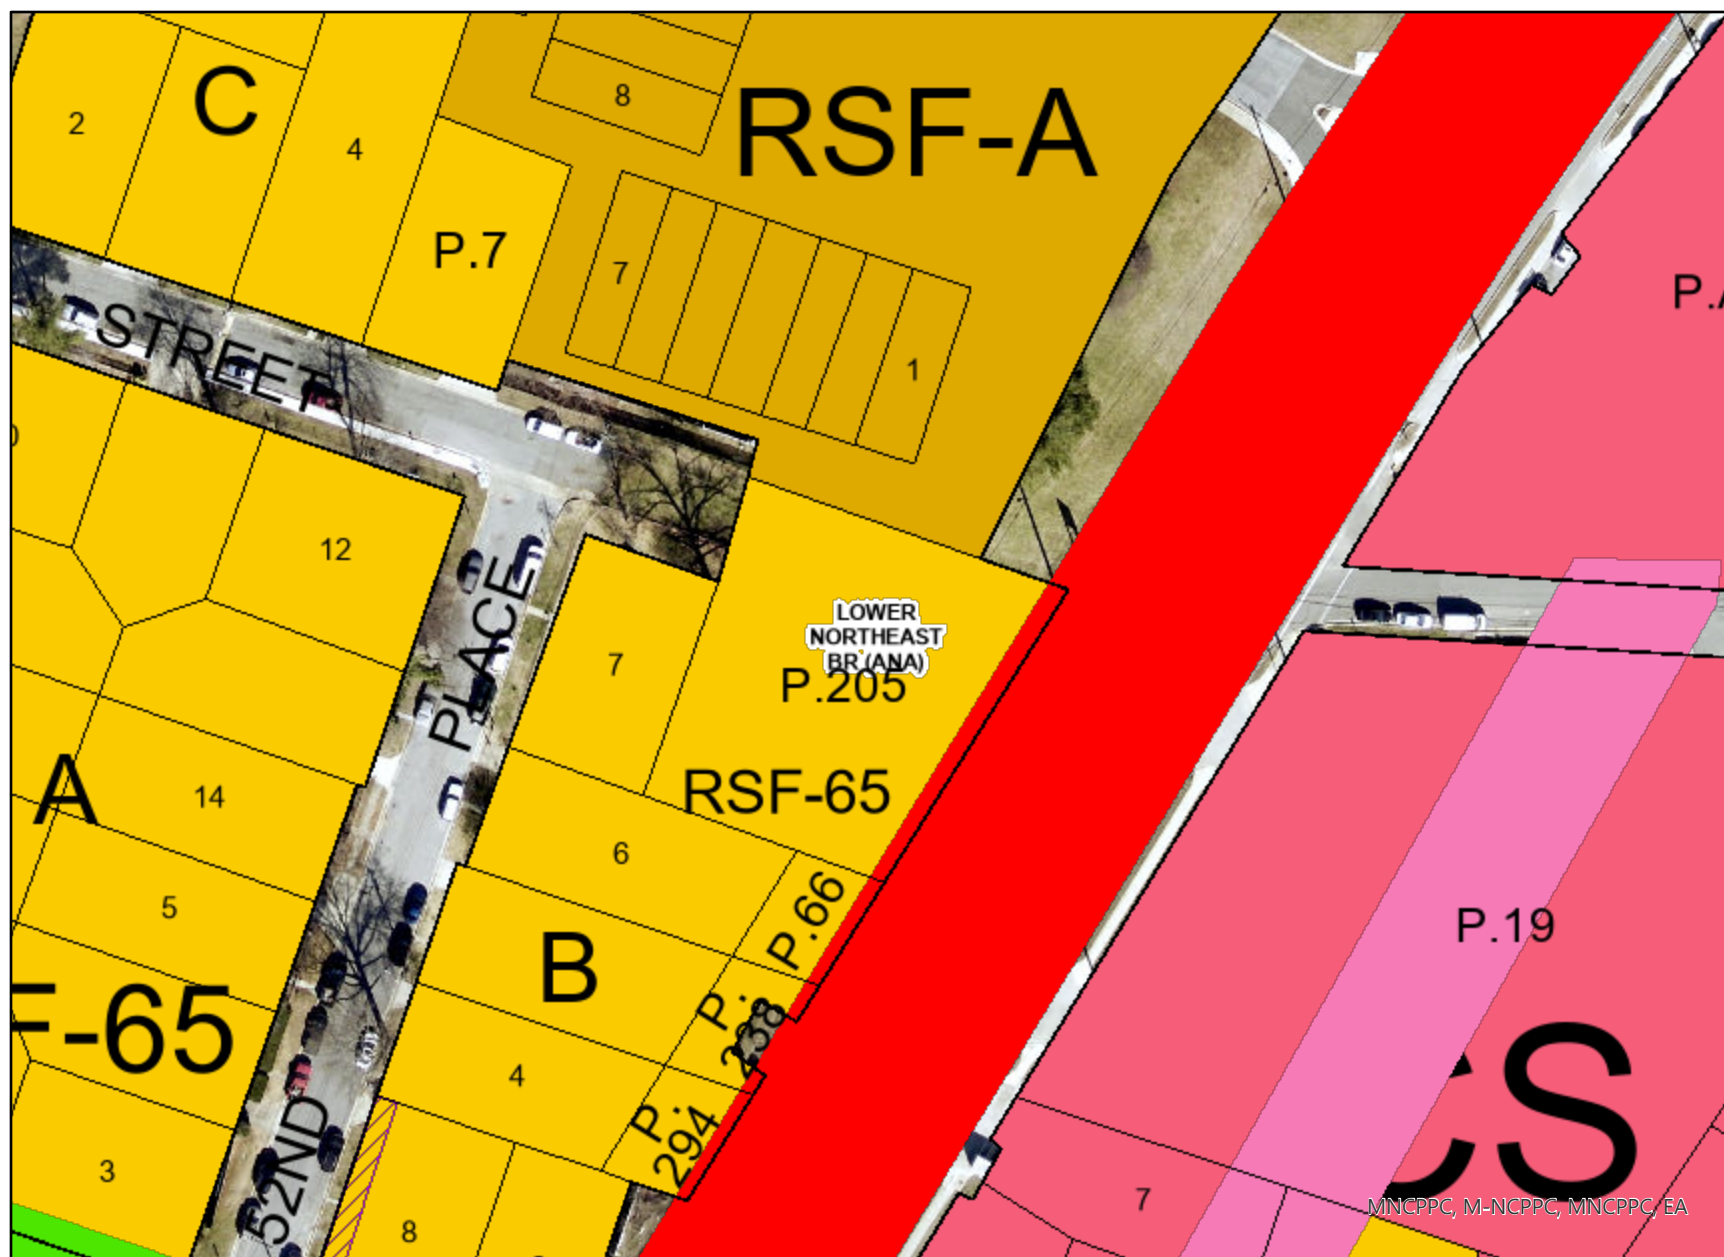 C
2
4
8
RSF-A
P.7
7
1
P.A
STREET
12
PLACE
7
LOWER
NORTHEAST
BR (ANA)
P.205
RSF-65
14
A
6
P.66
5
B
P.19
F-65
P.
238
4
CS
P.
294
3
52ND
8
7
MNCPPC, M-NCPPC, MNCPPC, EA